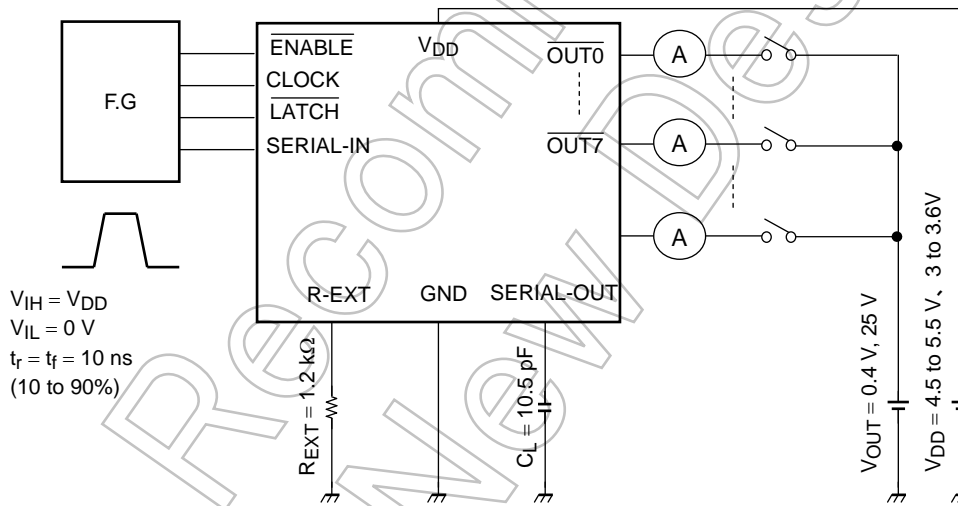 F.G
ENABLE
CLOCK
LATCH
SERIAL-IN
VDD
OUT0
OUT7
A
A
A
R-EXT
GND
SERIAL-OUT
VIH = VDD
VIL = 0 V
tr = tf = 10 ns
(10 to 90%)
REXT = 1.2 kΩ
CL = 10.5 pF
VOUT = 0.4 V, 25 V
VDD = 4.5 to 5.5 V、3 to 3.6V
New Des